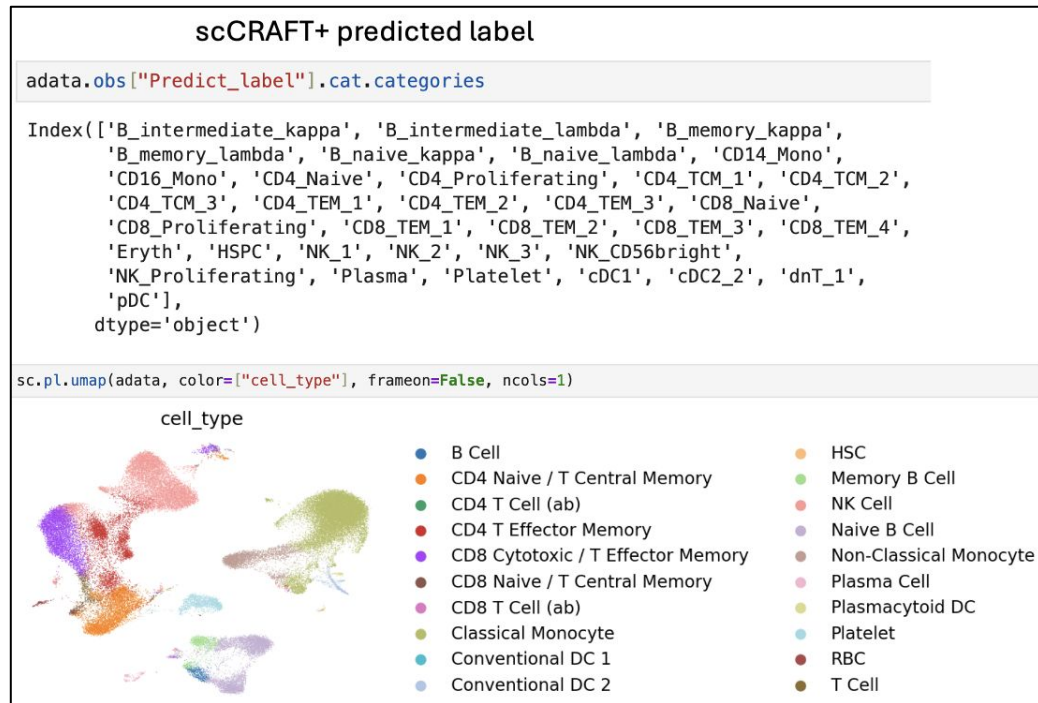 scCRAFT+ predicted label
adata.obs["Predict_label"].cat.categories
Index(['B_intermediate_kappa', 'B_intermediate_lambda', 'B_memory_kappa',
'B_memory_lambda', 'B_naive_kappa', 'B_naive_lambda', 'CD14_Mono',
'CD16_Mono', 'CD4_Naive', 'CD4_Proliferating', 'CD4_TCM_1', 'CD4_TCM_2',
'CD4_TCM_3', 'CD4_TEM_1', 'CD4_TEM_2', 'CD4_TEM_3', 'CD8_Naive',
'CD8_Proliferating', 'CD8_TEM_1', 'CD8_TEM_2', 'CD8_TEM_3', 'CD8_TEM_4',
'Eryth', 'HSPC', 'NK_1', 'NK_2', 'NK_3', 'NK_CD56bright',
'NK_Proliferating', 'Plasma', 'Platelet', 'cDC1', 'cDC2_2', 'dnT_1',
'pDC'],
dtype='object')
sc.pl.umap(adata, color=["cell_type"], frameon=False, ncols=1)
cell_type
B Cell
CD4 Naive / T Central Memory
CD4 T Cell (ab)
CD4 T Effector Memory
CD8 Cytotoxic / T Effector Memory
CD8 Naive / T Central Memory
CD8 T Cell (ab)
Classical Monocyte
Conventional DC 1
Conventional DC 2
HSC
Memory B Cell
NK Cell
Naive B Cell
Non-Classical Monocyte
Plasma Cell
Plasmacytoid DC
Platelet
RBC
T Cell